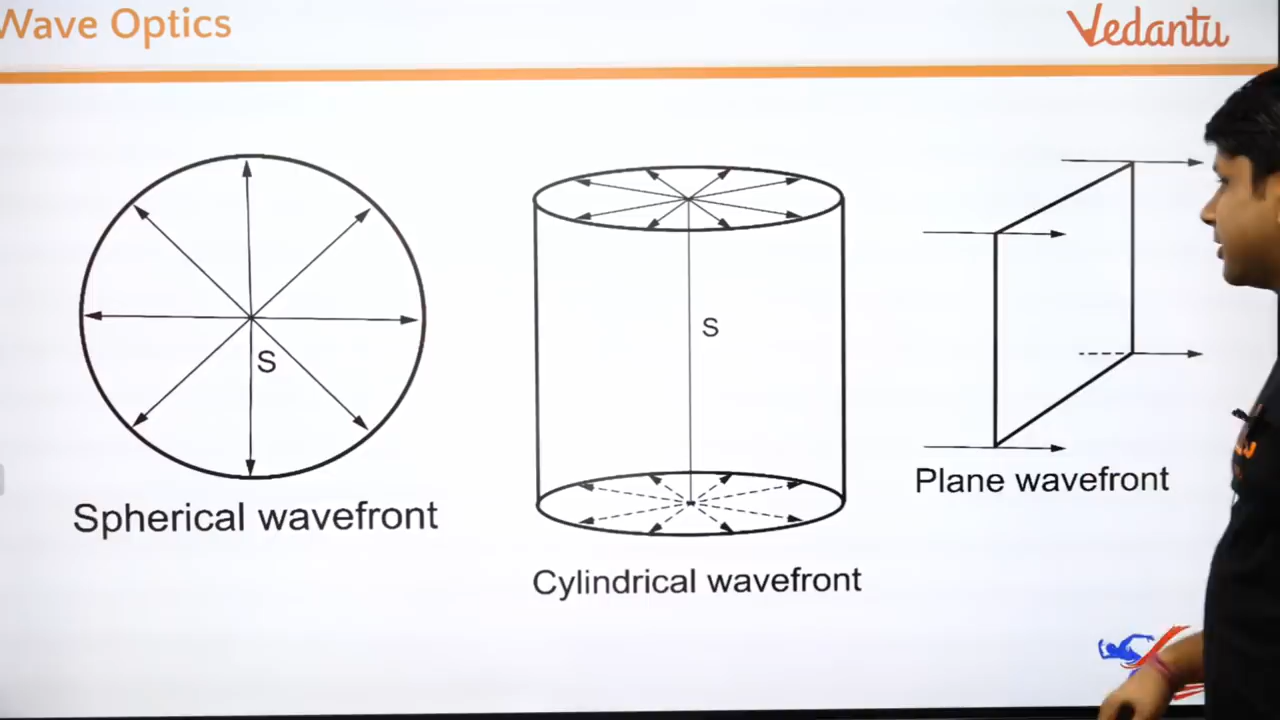 Wave Optics
Vedantu
S
Spherical wavefront
S
Cylindrical wavefront
Plane wavefront